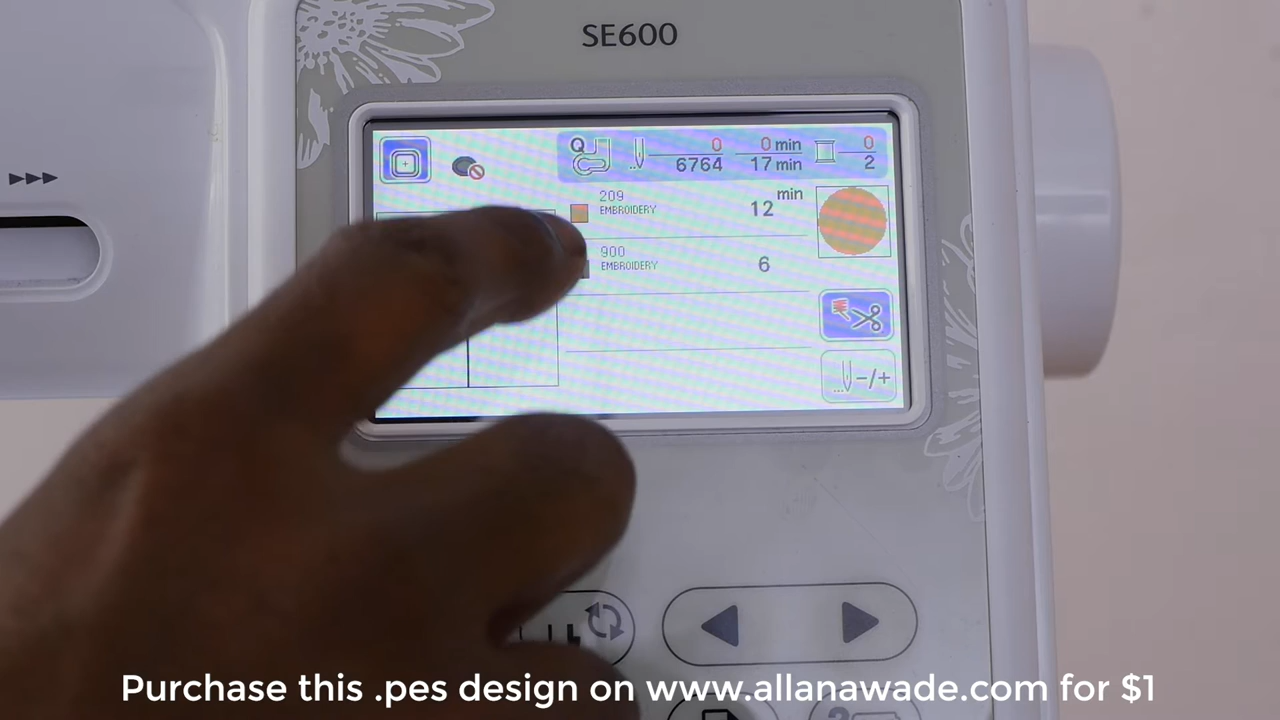 SE600
Q 0 0 min 0
6764 17 min 2
min
209
EMBROIDERY 12
900
EMBROIDERY 6
-/+
Purchase this .pes design on www.allanawade.com for $1